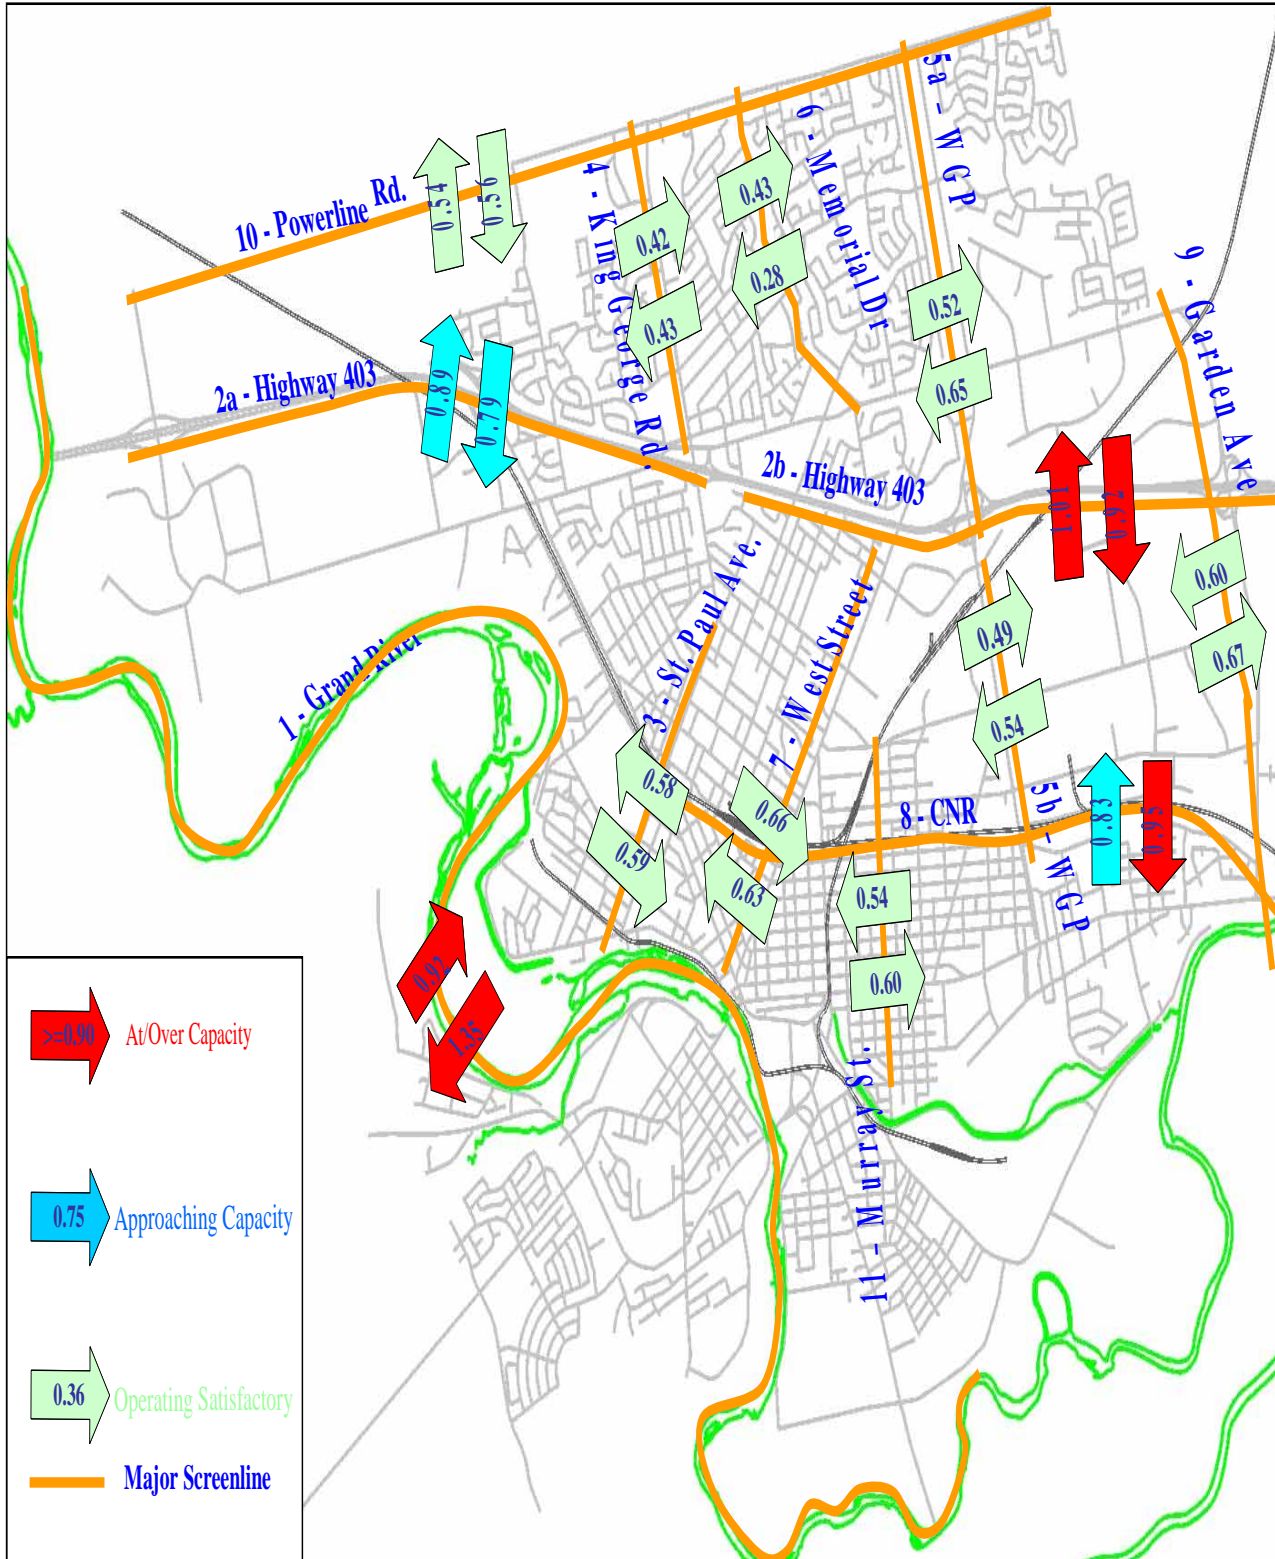 5a - WGP
6 - Memorial Dr
4 - King George Rd.
10 - Powerline Rd.
0.54
0.56
0.43
0.42
0.28
0.43
0.52
0.65
9 - Garden Ave
2a - Highway 403
0.89
0.79
2b - Highway 403
1.01
0.92
0.60
0.67
0.49
0.54
3 - St. Paul Ave.
7 - West Street
1 - Grand River
0.58
0.59
0.66
0.63
8 - CNR
5b - WGP
0.83
0.95
0.54
0.60
0.92
1.35
11 - Murray St.
>=0.90 At/Over Capacity
0.75 Approaching Capacity
0.36 Operating Satisfactory
Major Screenline